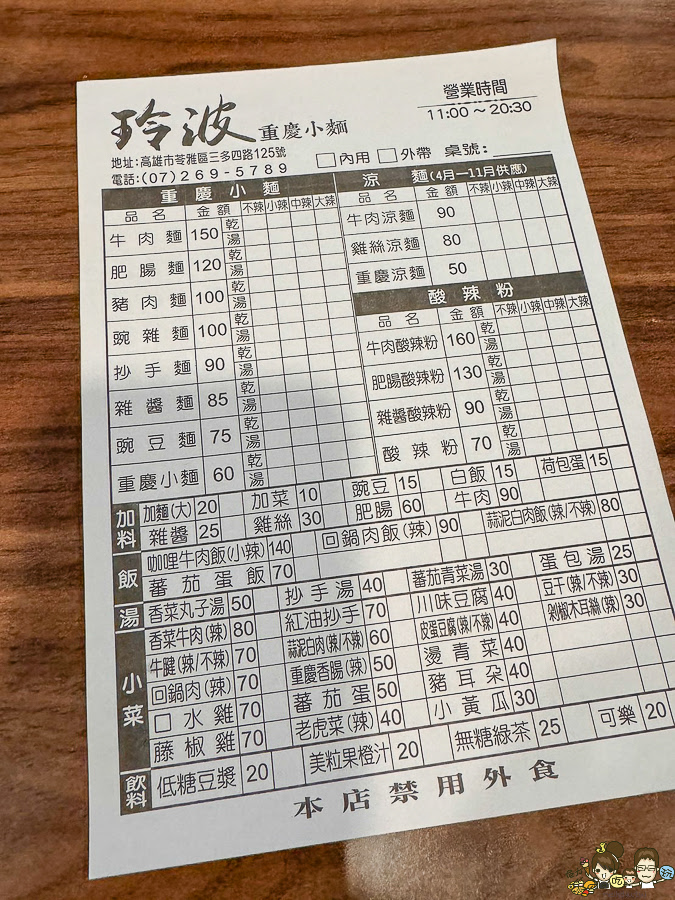 玲波 重慶小麵
營業時間
11:00～20:30
地址:高雄市苓雅區三多四路125號
電話:(07)269-5789
□內用 □外帶 桌號:
重慶小麵
品名 金額 不辣 小辣 中辣 大辣
牛肉麵 150 乾 湯
肥腸麵 120 乾 湯
豬肉麵 100 乾 湯
豌雜麵 100 乾 湯
抄手麵 90 乾 湯
雜醬麵 85 乾 湯
豌豆麵 75 乾 湯
重慶小麵 60 乾 湯
涼麵(4月—11月供應)
品名 金額 不辣 小辣 中辣 大辣
牛肉涼麵 90
雞絲涼麵 80
重慶涼麵 50
酸辣粉
品名 金額 不辣 小辣 中辣 大辣
牛肉酸辣粉 160 乾 湯
肥腸酸辣粉 130 乾 湯
雜醬酸辣粉 90 乾 湯
酸辣粉 70 乾 湯
加料
加麵(大) 20 加菜 10 豌豆 15 白飯 15 荷包蛋 15
雜醬 25 雞絲 30 肥腸 60 牛肉 90
飯
咖哩牛肉飯(小辣) 140 回鍋肉飯(辣) 90 蒜泥白肉飯(辣/不辣) 80
蕃茄蛋飯 70
湯
香菜丸子湯 50 抄手湯 40 蕃茄青菜湯 30 蛋包湯 25
小菜
香菜牛肉(辣) 80 紅油抄手 70 川味豆腐 40 豆干(辣/不辣) 30
牛腱(辣/不辣) 70 蒜泥白肉(辣/不辣) 60 皮蛋豆腐(辣/不辣) 40 剁椒木耳絲(辣) 30
回鍋肉(辣) 70 重慶香腸(辣) 50 燙青菜 40
口水雞 70 蕃茄蛋 50 豬耳朵 40
藤椒雞 70 老虎菜(辣) 40 小黃瓜 30
飲料
低糖豆漿 20 美粒果橙汁 20 無糖綠茶 25 可樂 20
本店禁用外食